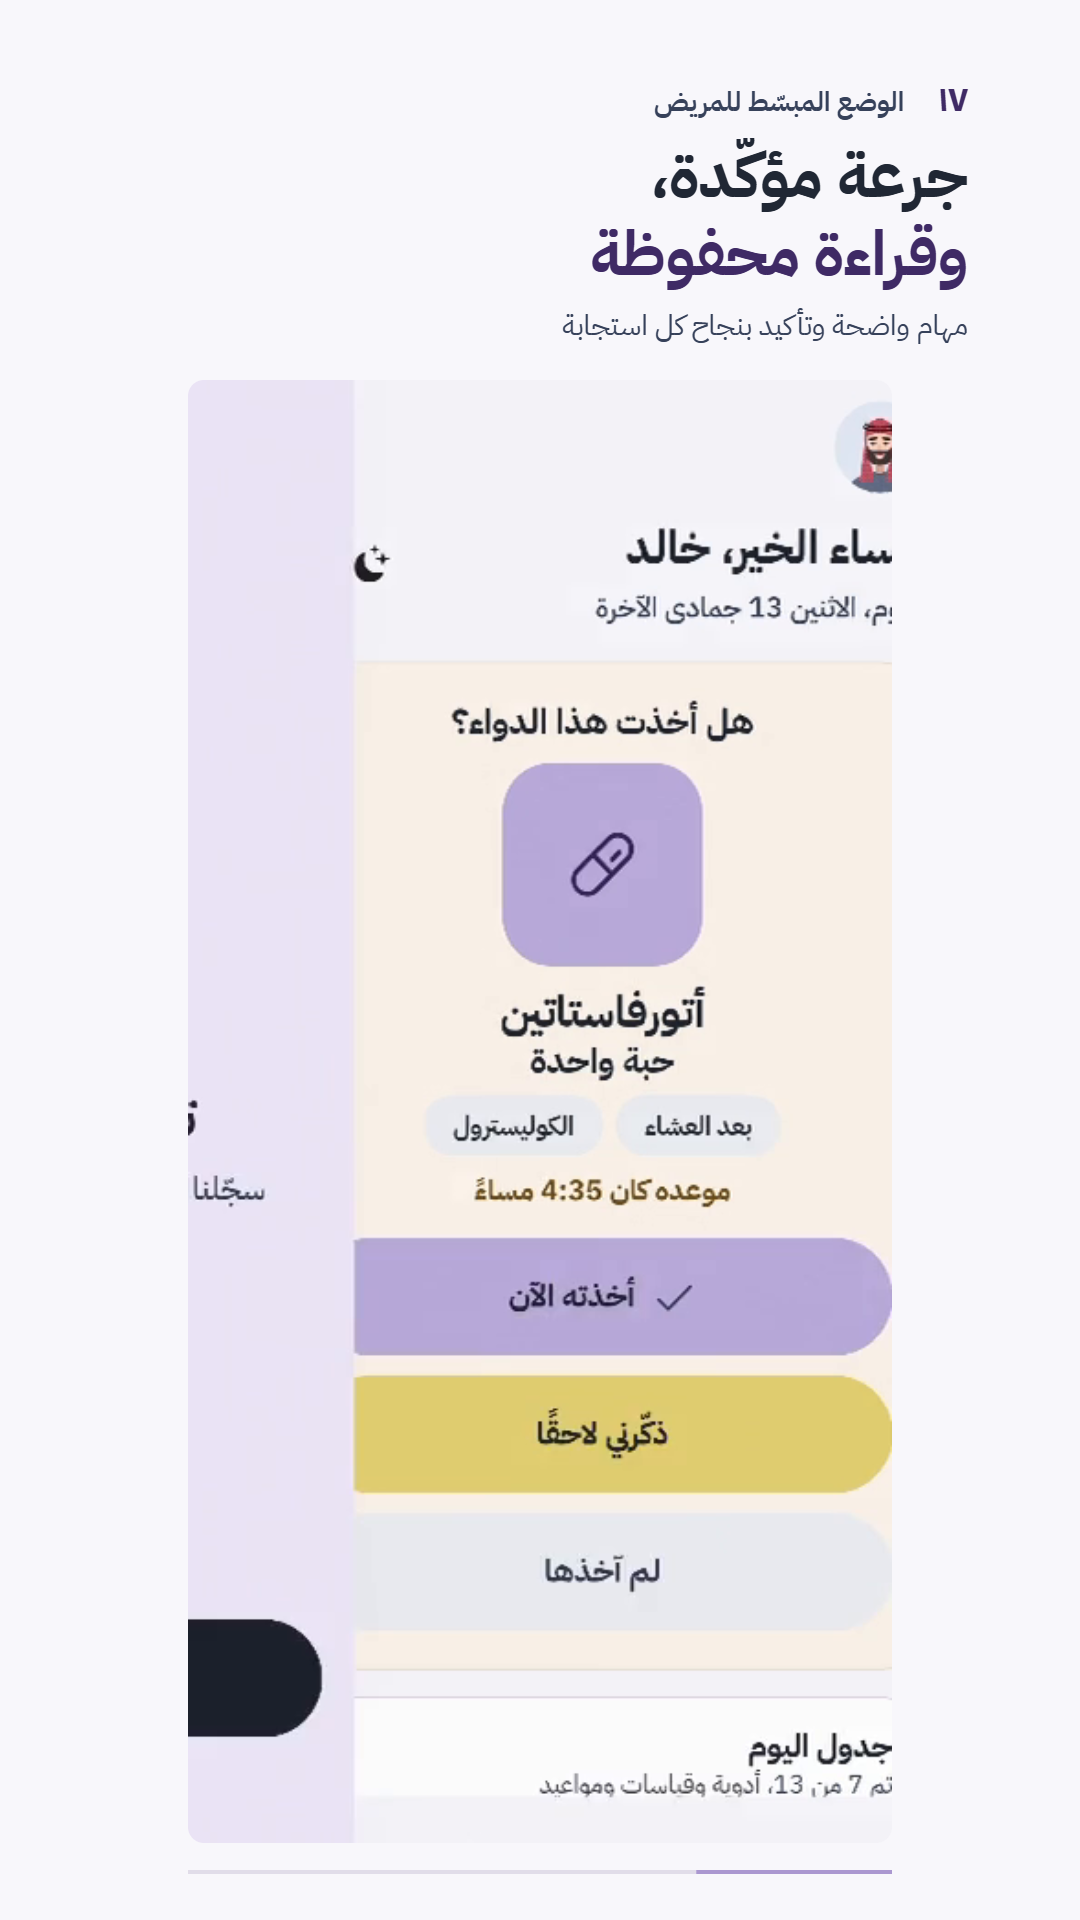 ١٧ الوضع المبسّط للمريض
جرعة مؤكّدة،
وقراءة محفوظة
مهام واضحة وتأكيد بنجاح كل استجابة
الخير، خالد
الاثنين 13 جمادى الآخرة
هل أخذت هذا الدواء؟
أتورفاستاتين
حبة واحدة
بعد العشاء
الكوليسترول
موعده كان 4:35 مساءً
أخذته الآن
ذكّرني لاحقًا
لم آخذها
سجّلنا
جدول اليوم
تم 7 من 13، أدوية وقياسات ومواعيد